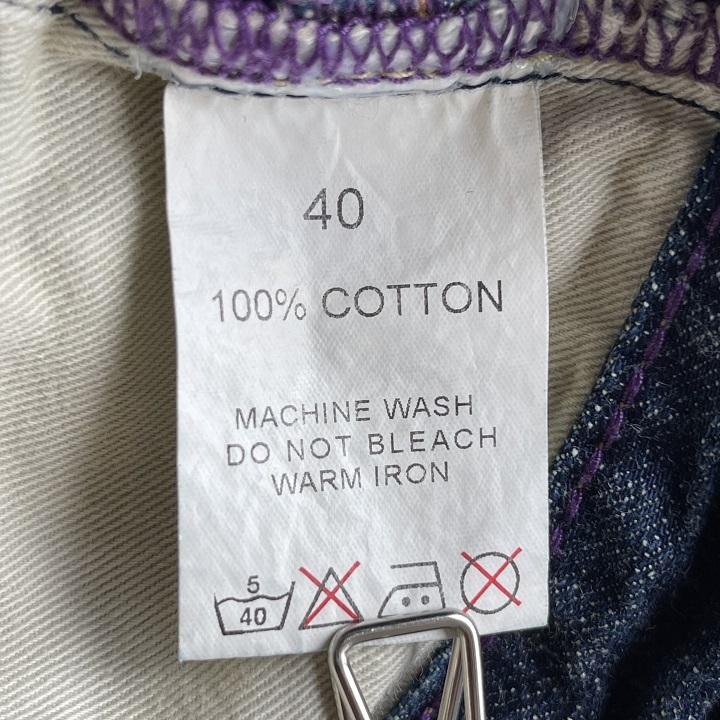 40
100% COTTON
MACHINE WASH
DO NOT BLEACH
WARM IRON
5
40